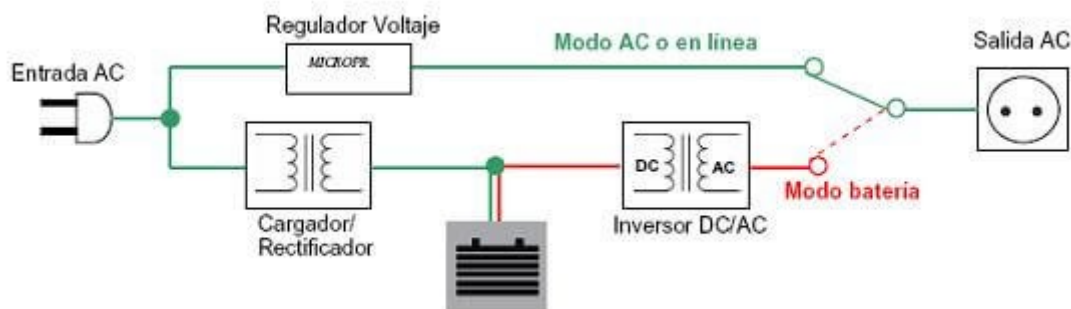 Regulador Voltaje
Modo AC o en línea
Salida AC
Entrada AC
MICROPR.
DC
AC
Modo bateria
Cargador/
Rectificador
Inversor DC/AC